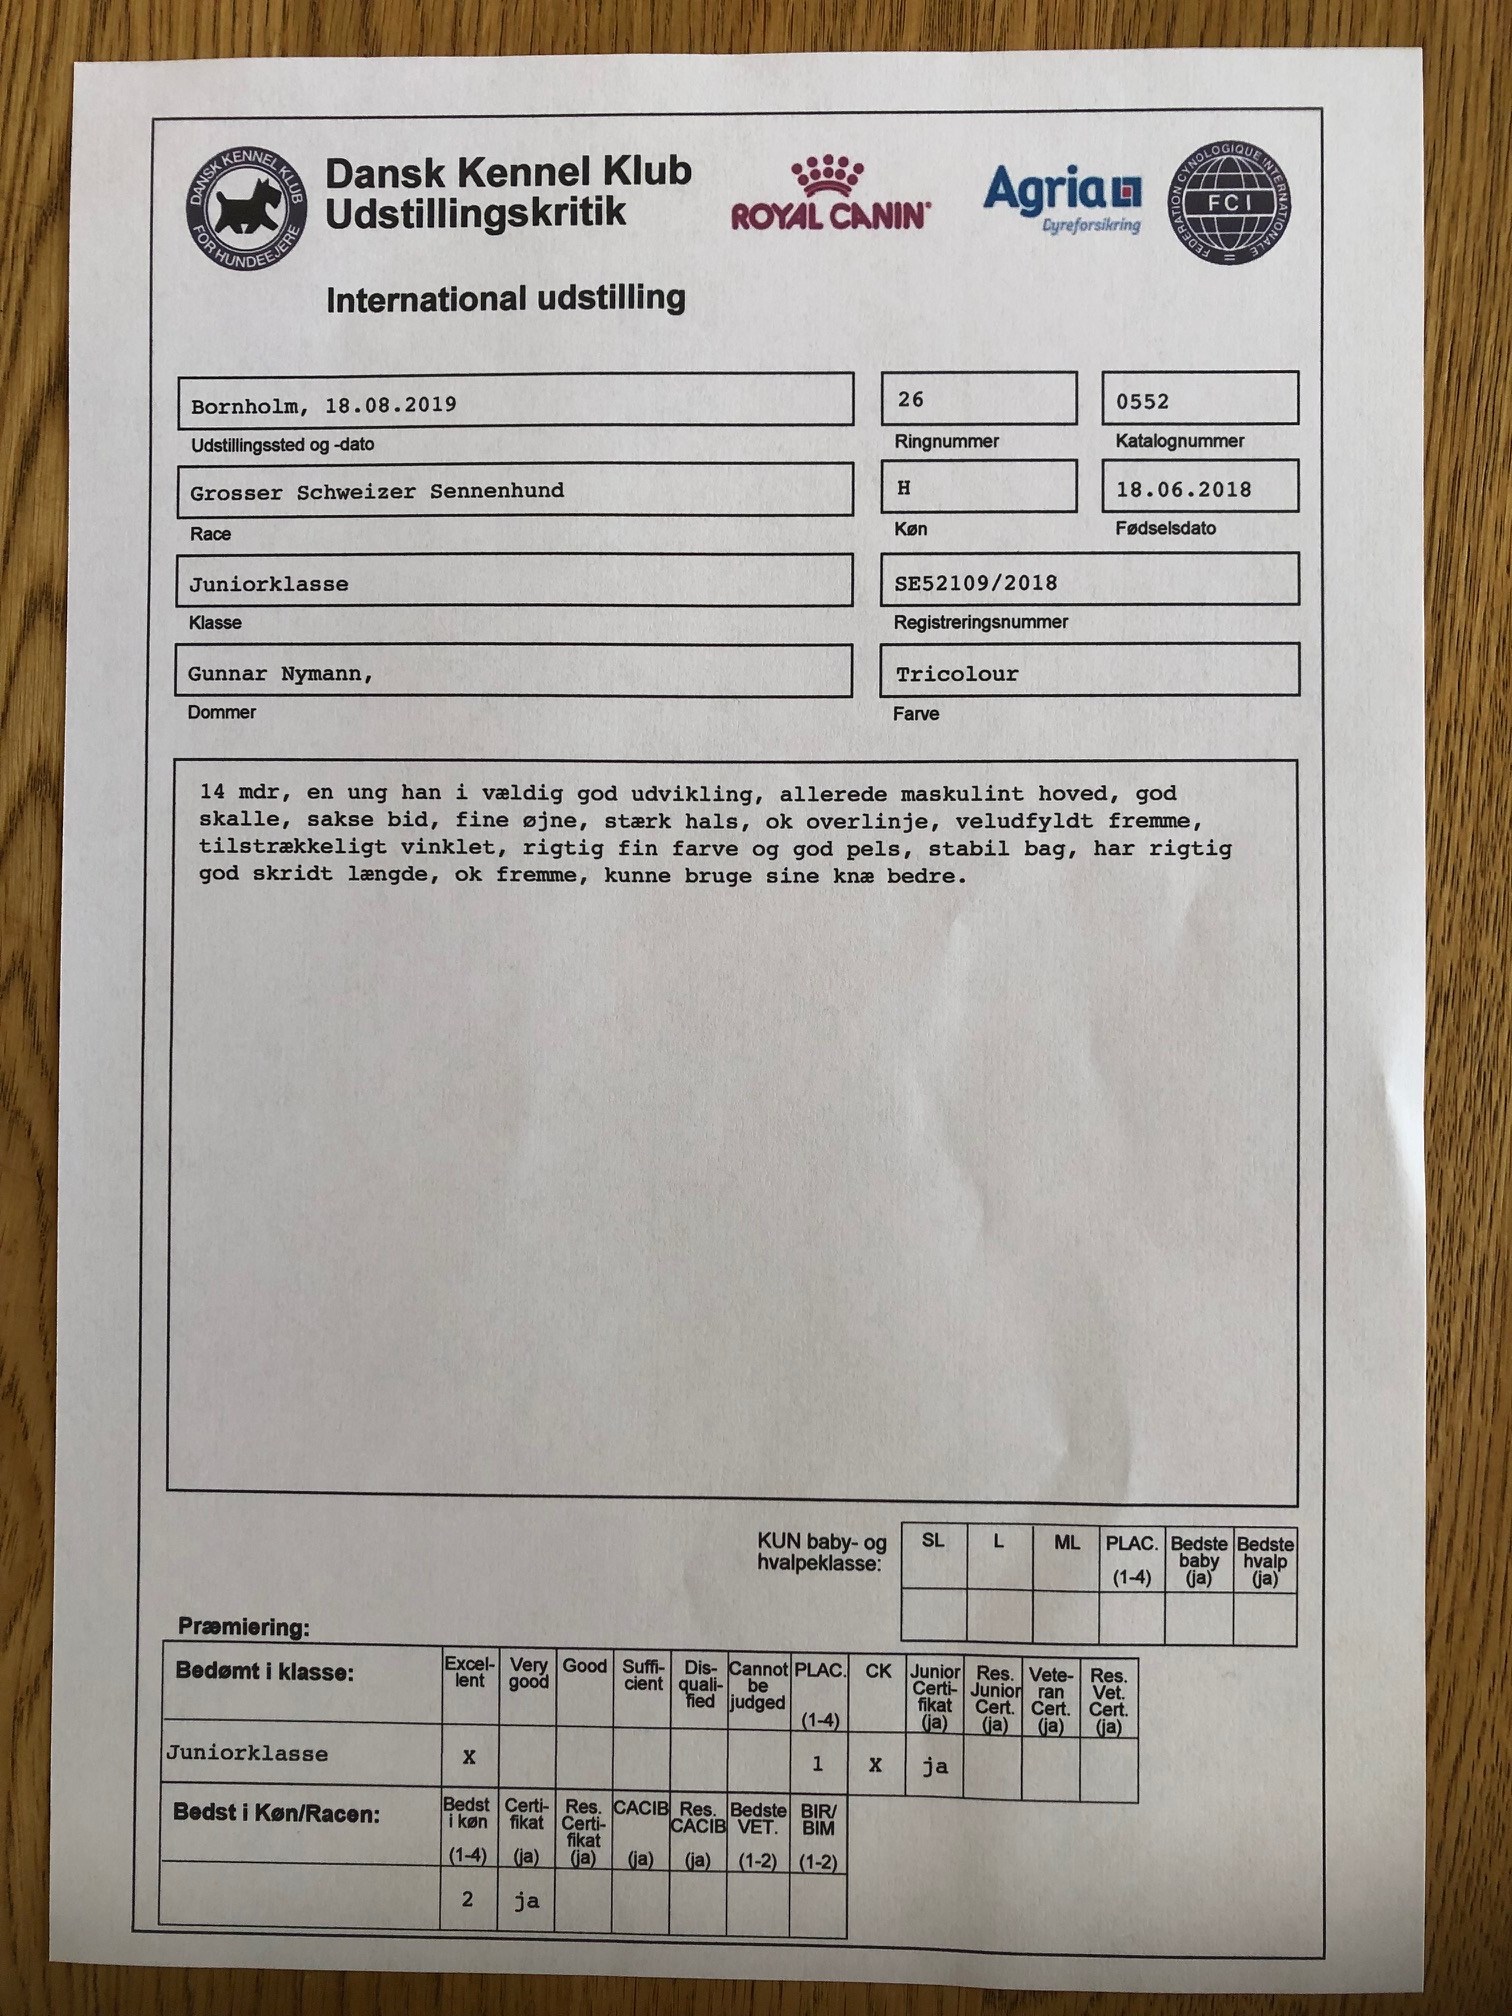 DANSK KENNEL KLUB
FOR HUNDEEJERE
Dansk Kennel Klub
Udstillingskritik
International udstilling
ROYAL CANIN
Agria
Dyreforsikring
FEDERATION CYNOLOGIQUE INTERNATIONALE
FCI
Bornholm, 18.08.2019
Udstillingssted og -dato
26
Ringnummer
0552
Katalognummer
Grosser Schweizer Sennenhund
Race
H
Køn
18.06.2018
Fødselsdato
Juniorklasse
Klasse
SE52109/2018
Registreringsnummer
Gunnar Nymann,
Dommer
Tricolour
Farve
14 mdr, en ung han i vældig god udvikling, allerede maskulint hoved, god
skalle, sakse bid, fine øjne, stærk hals, ok overlinje, veludfyldt fremme,
tilstrækkeligt vinklet, rigtig fin farve og god pels, stabil bag, har rigtig
god skridt længde, ok fremme, kunne bruge sine knæ bedre.
KUN baby- og
hvalpeklasse:
SL
L
ML
PLAC.
(1-4)
Bedste
baby
(ja)
Bedste
hvalp
(ja)
Præmiering:
Bedømt i klasse:
Excel-
lent
Very
good
Good
Suffi-
cient
Dis-
quali-
fied
Cannot
be
judged
PLAC.
(1-4)
CK
Junior
Certi-
fikat
(ja)
Res.
Junior
Cert.
(ja)
Vete-
ran
Cert.
(ja)
Res.
Vet.
Cert.
(ja)
Juniorklasse
X
1
X
ja
Bedst i Køn/Racen:
Bedst
i køn
(1-4)
Certi-
fikat
(ja)
Res.
Certi-
fikat
(ja)
CACIB
(ja)
Res.
CACIB
(ja)
Bedste
VET.
(1-2)
BIR/
BIM
(1-2)
2
ja